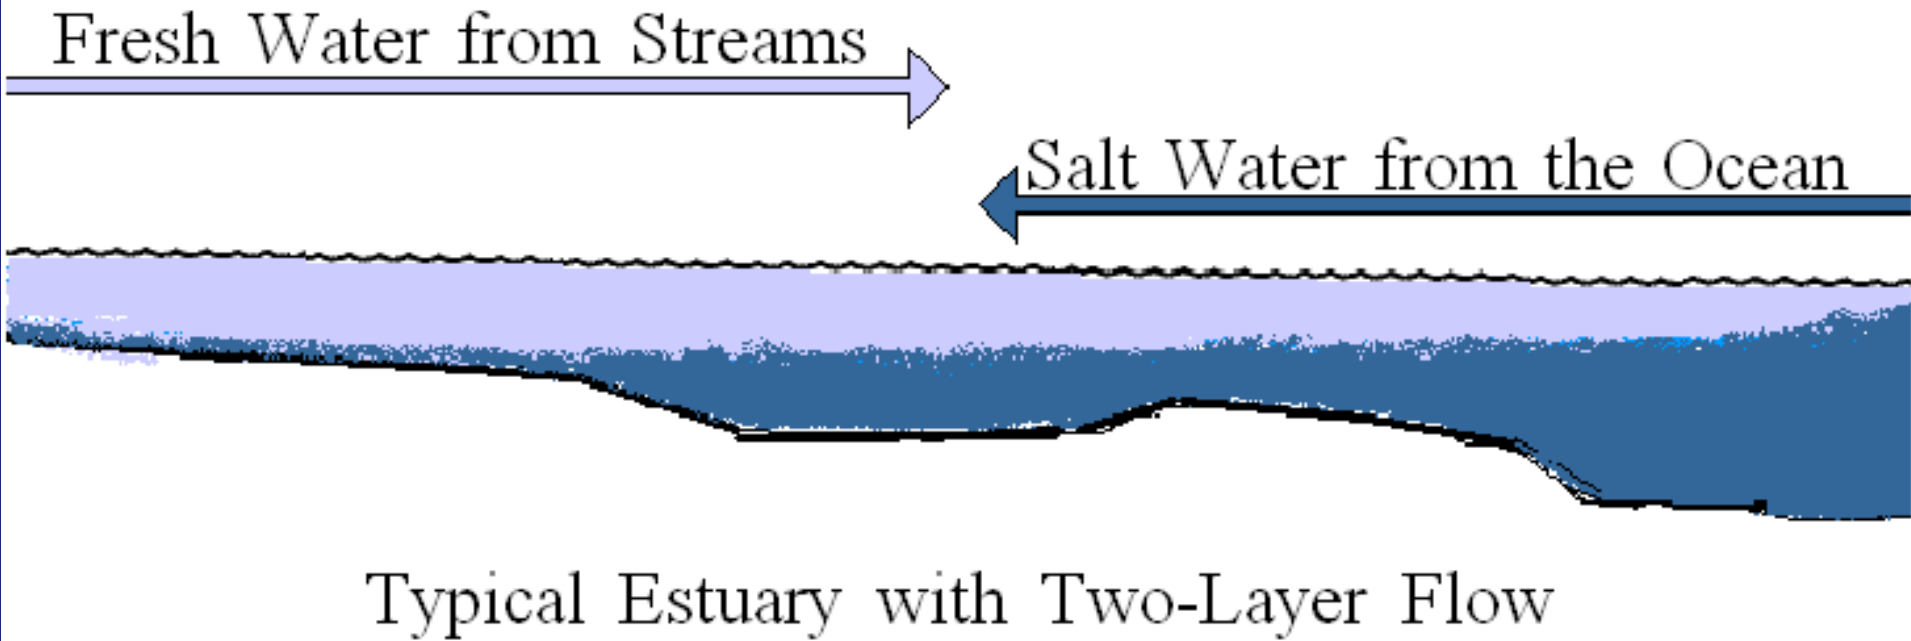 Fresh Water from Streams
Salt Water from the Ocean
Typical Estuary with Two-Layer Flow